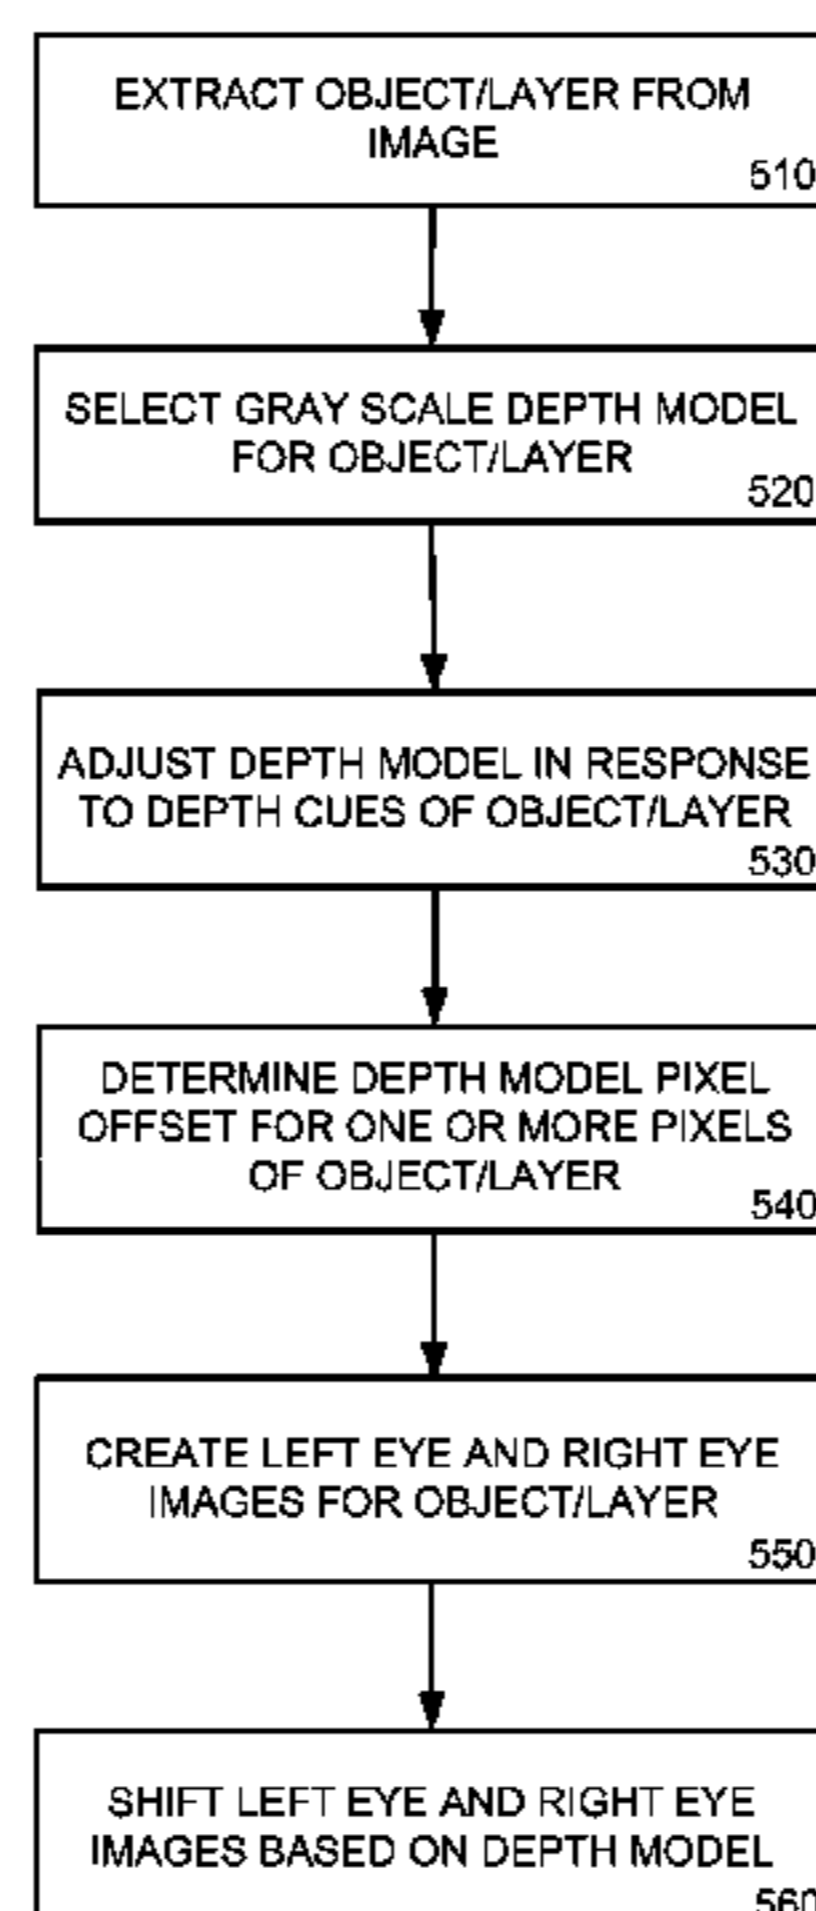 EXTRACT OBJECT/LAYER FROM
IMAGE
510
SELECT GRAY SCALE DEPTH MODEL
FOR OBJECT/LAYER
520
ADJUST DEPTH MODEL IN RESPONSE
TO DEPTH CUES OF OBJECT/LAYER
530
DETERMINE DEPTH MODEL PIXEL
OFFSET FOR ONE OR MORE PIXELS
OF OBJECT/LAYER
540
CREATE LEFT EYE AND RIGHT EYE
IMAGES FOR OBJECT/LAYER
550
SHIFT LEFT EYE AND RIGHT EYE
IMAGES BASED ON DEPTH MODEL
560